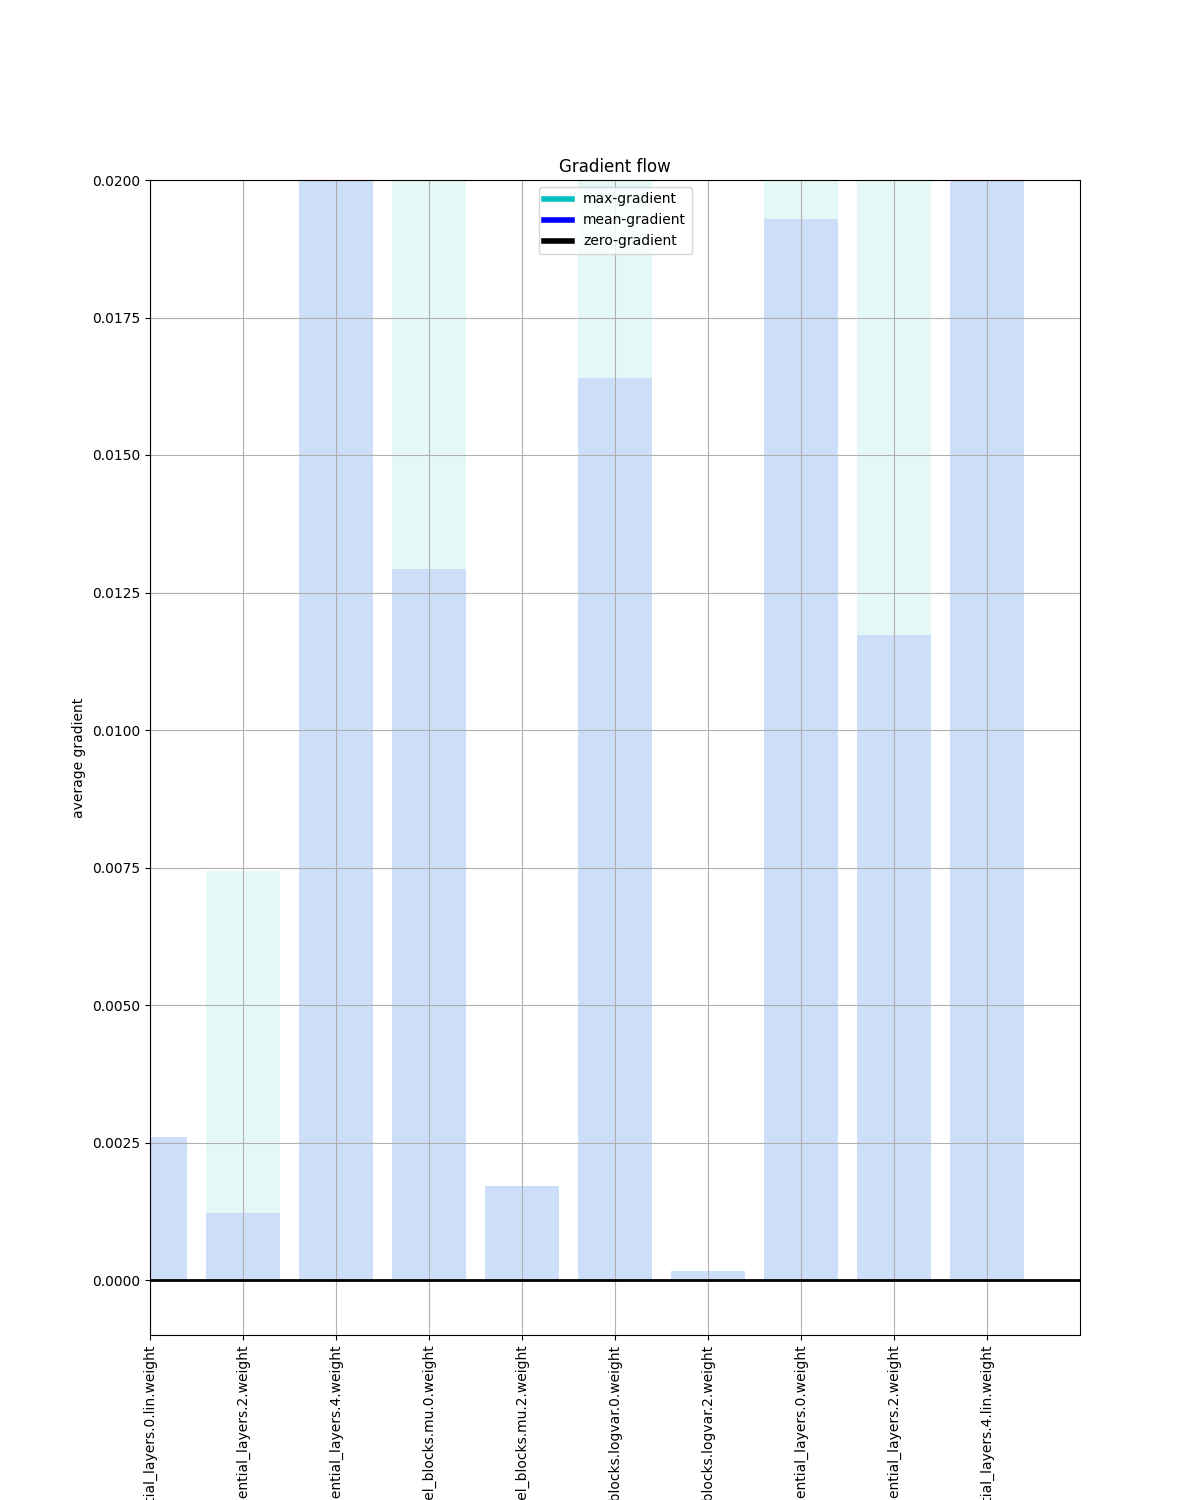 Gradient flow
max-gradient
mean-gradient
zero-gradient
average gradient
0.0200
0.0175
0.0150
0.0125
0.0100
0.0075
0.0050
0.0025
0.0000
tial_layers.0.lin.weight
ential_layers.2.weight
ential_layers.4.weight
el_blocks.mu.0.weight
el_blocks.mu.2.weight
blocks.logvar.0.weight
blocks.logvar.2.weight
ential_layers.0.weight
ential_layers.2.weight
tial_layers.4.lin.weight